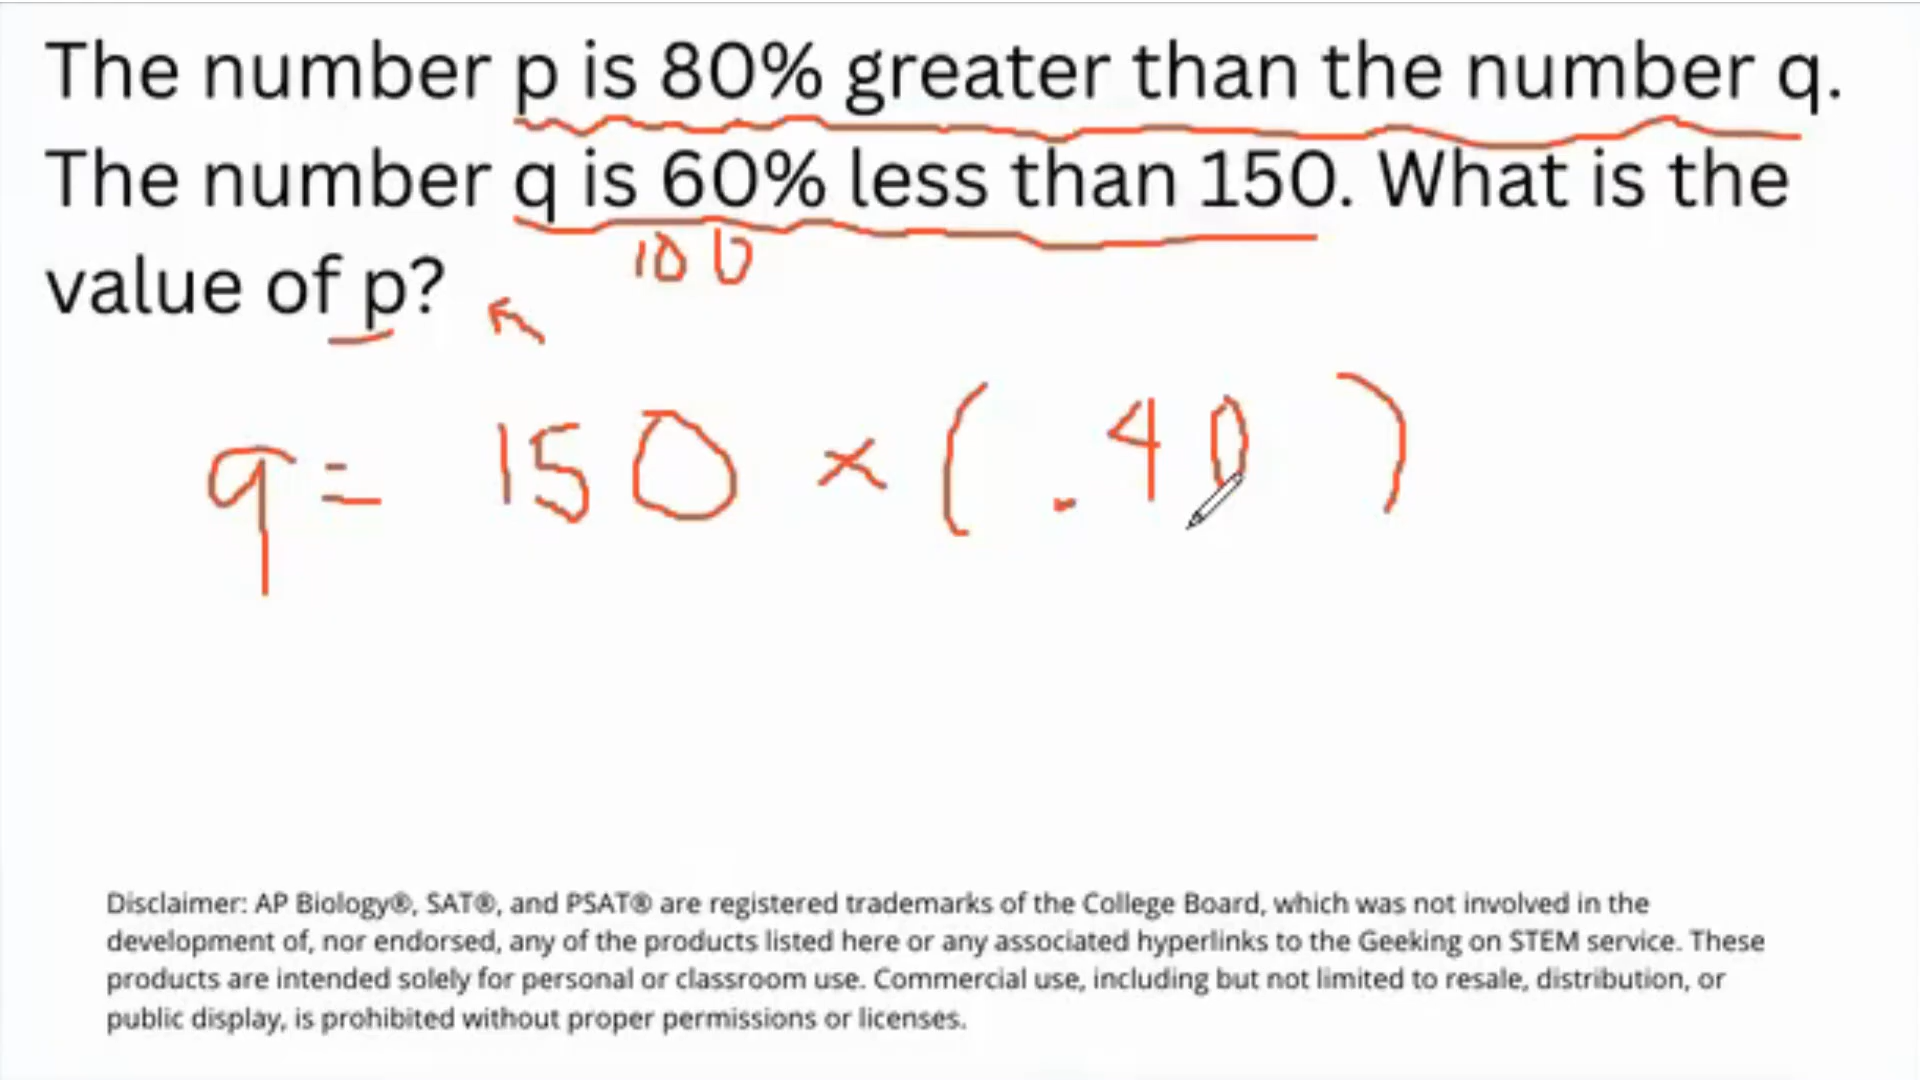 The number p is 80% greater than the number q.
The number q is 60% less than 150. What is the
value of p?
100
q = 150 × ( .40 )
Disclaimer: AP Biology®, SAT®, and PSAT® are registered trademarks of the College Board, which was not involved in the
development of, nor endorsed, any of the products listed here or any associated hyperlinks to the Geeking on STEM service. These
products are intended solely for personal or classroom use. Commercial use, including but not limited to resale, distribution, or
public display, is prohibited without proper permissions or licenses.